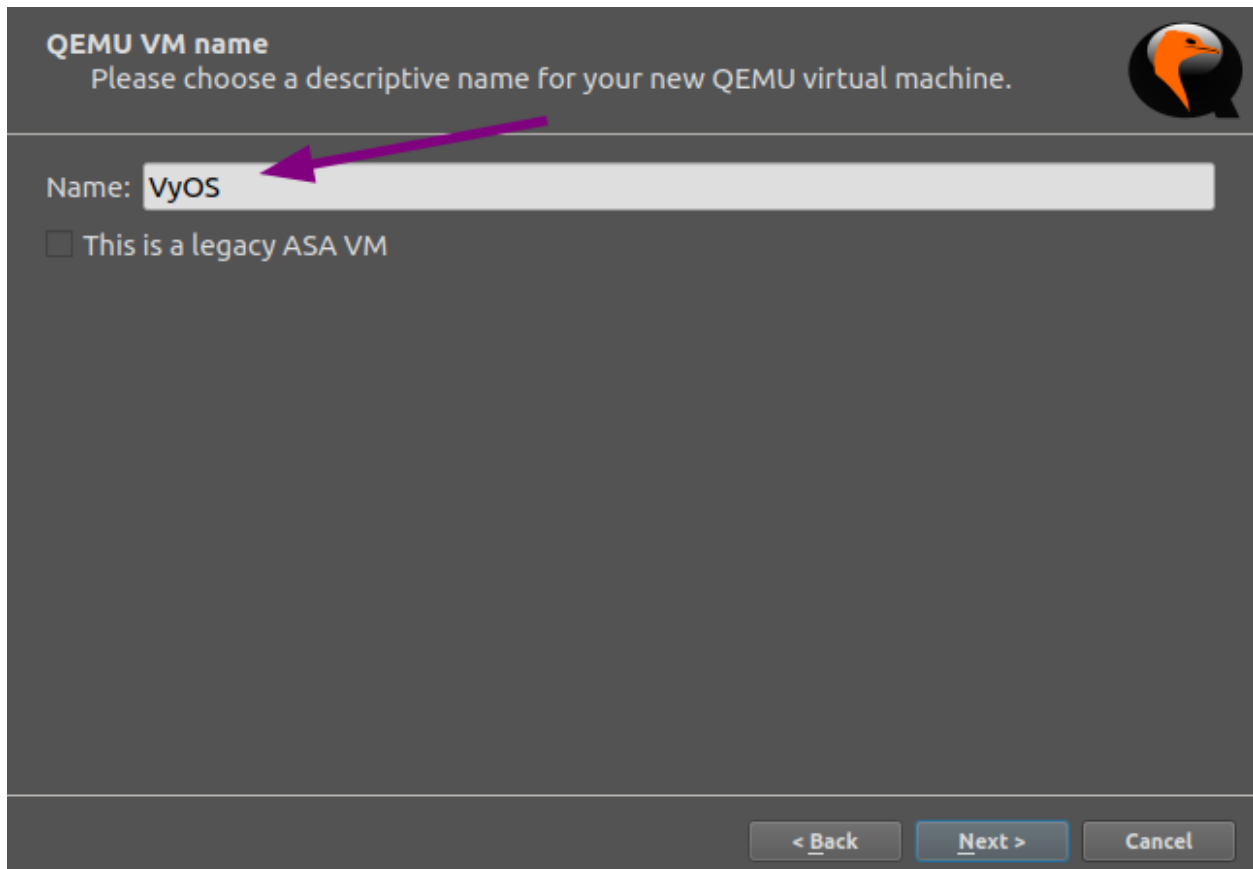 QEMU VM name
Please choose a descriptive name for your new QEMU virtual machine.
Name: VyOS
This is a legacy ASA VM
< Back Next > Cancel